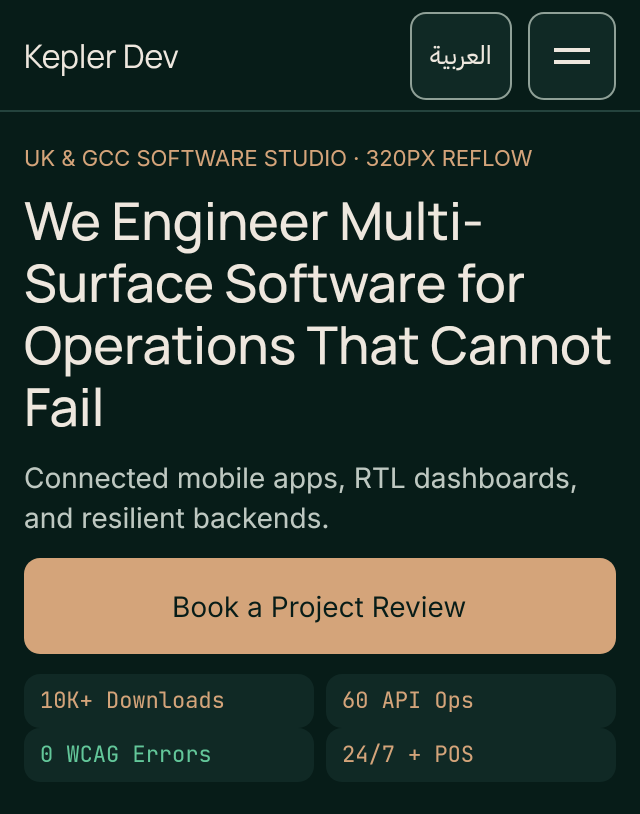 Kepler Dev
العربية
UK & GCC SOFTWARE STUDIO · 320PX REFLOW
We Engineer Multi-
Surface Software for
Operations That Cannot
Fail
Connected mobile apps, RTL dashboards,
and resilient backends.
Book a Project Review
10K+ Downloads
60 API Ops
0 WCAG Errors
24/7 + POS